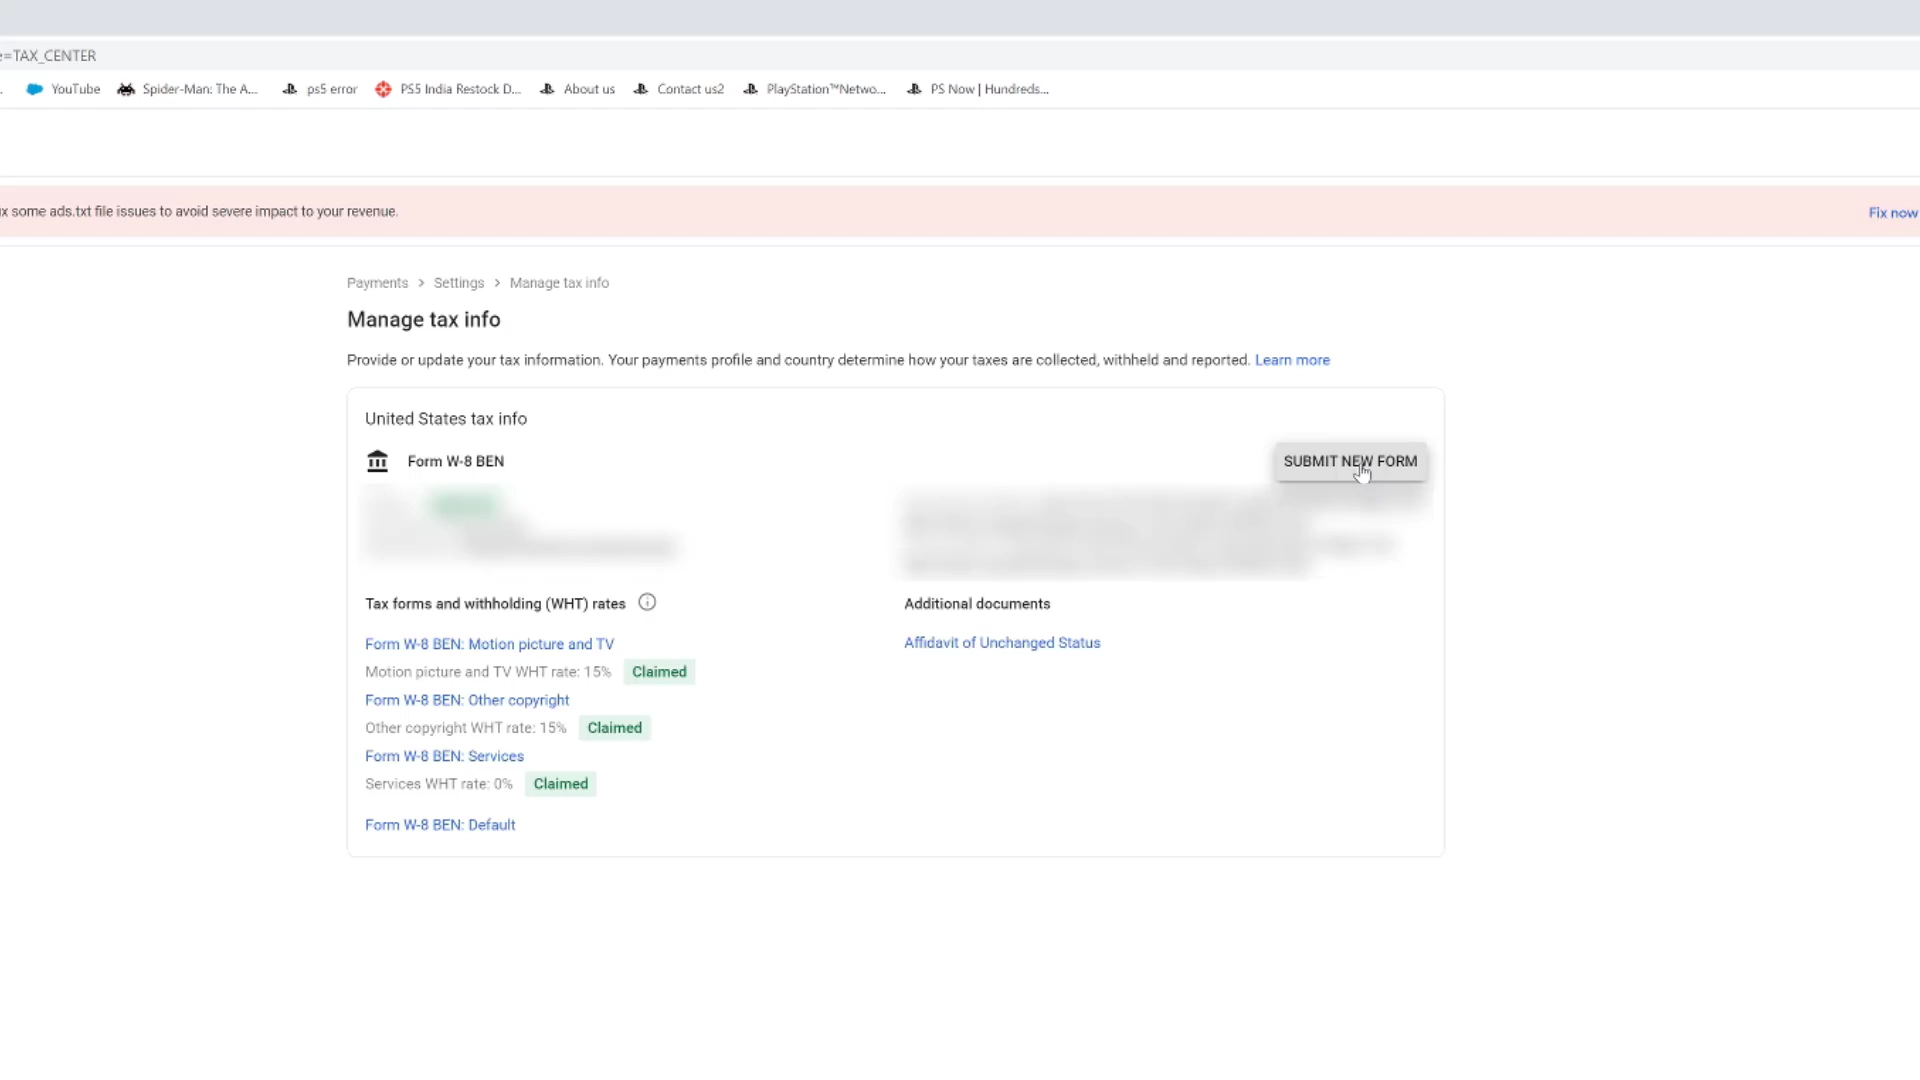 =TAX_CENTER
YouTube Spider-Man: The A... ps5 error PS5 India Restock D... About us Contact us2 PlayStation™Netwo... PS Now | Hundreds...
some ads.txt file issues to avoid severe impact to your revenue. Fix now
Payments > Settings > Manage tax info
Manage tax info
Provide or update your tax information. Your payments profile and country determine how your taxes are collected, withheld and reported. Learn more
United States tax info
Form W-8 BEN SUBMIT NEW FORM
Tax forms and withholding (WHT) rates
Form W-8 BEN: Motion picture and TV
Motion picture and TV WHT rate: 15% Claimed
Form W-8 BEN: Other copyright
Other copyright WHT rate: 15% Claimed
Form W-8 BEN: Services
Services WHT rate: 0% Claimed
Form W-8 BEN: Default
Additional documents
Affidavit of Unchanged Status